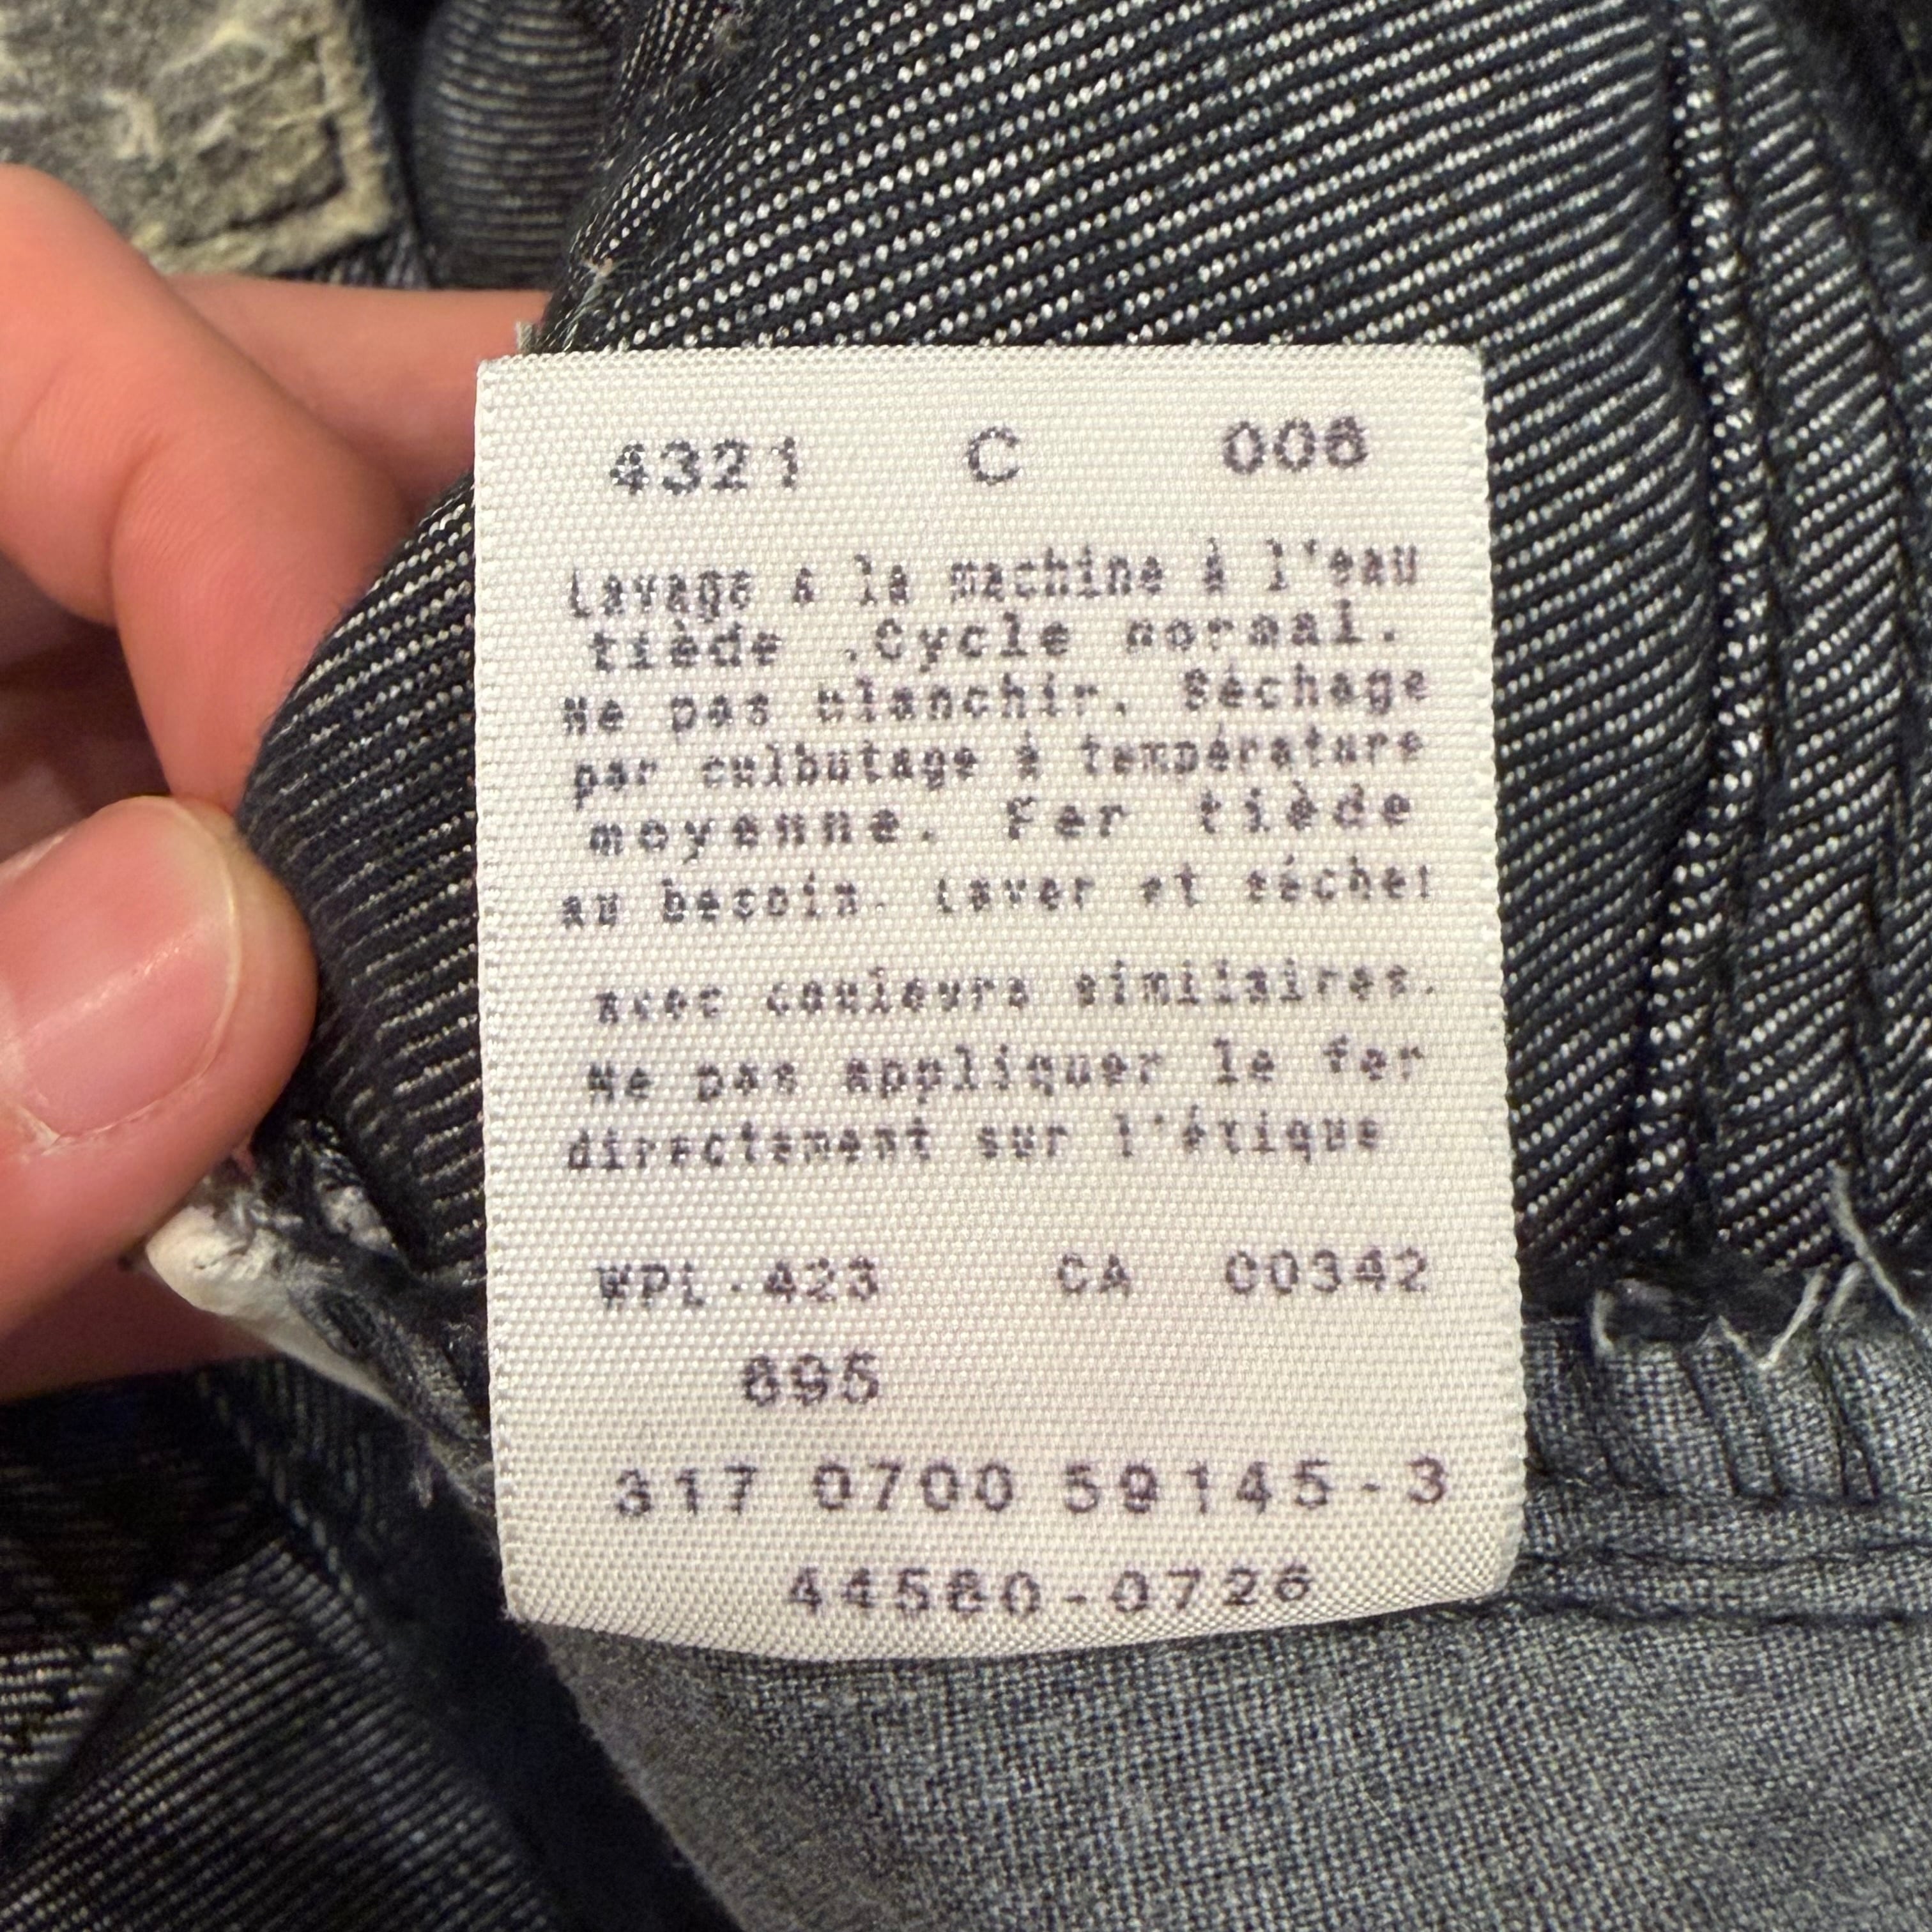 4321 C 006
Lavage à la machine à l'eau
tiède .Cycle normal.
Ne pas blanchir. Séchage
par culbutage à température
moyenne. Fer tiède
au besoin. Laver et sécher
avec couleurs similaires.
Ne pas appliquer le fer
directement sur l'étique
WPL-423 CA 00342
695
317 0700 59145-3
44560-0726